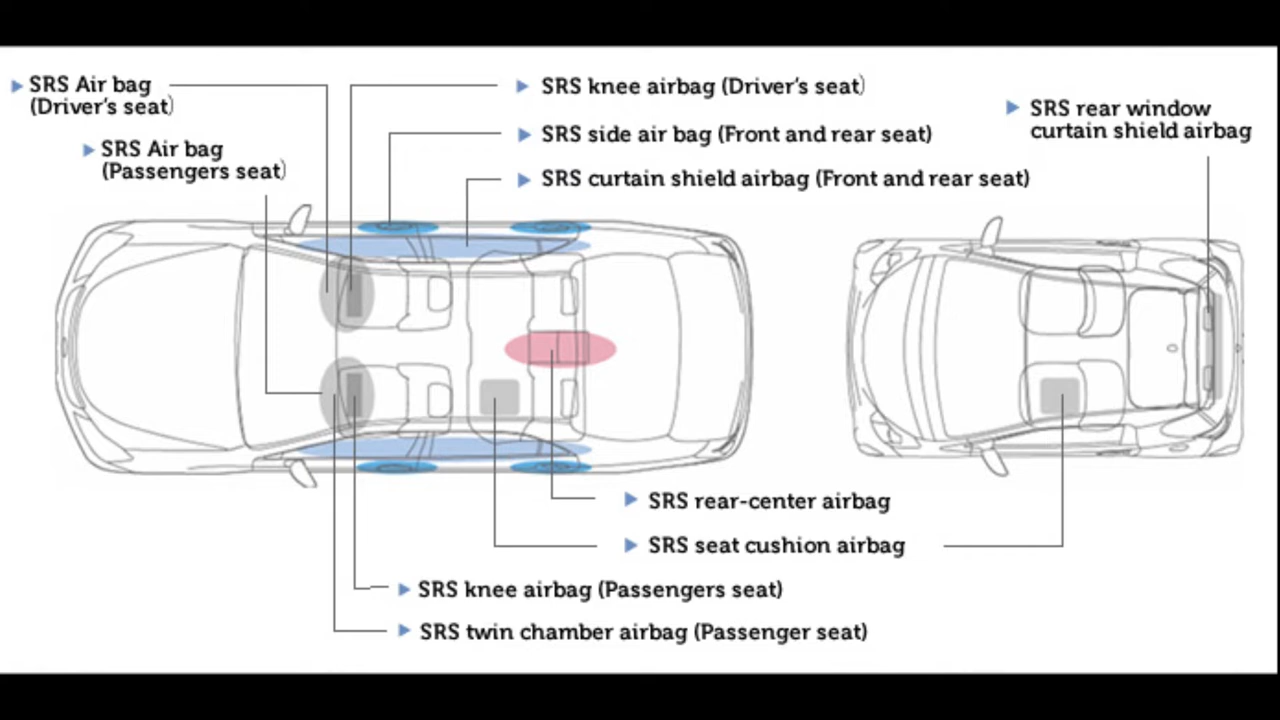 SRS Air bag
(Driver's seat)
SRS knee airbag (Driver's seat)
SRS rear window
curtain shield airbag
SRS side air bag (Front and rear seat)
SRS Air bag
(Passengers seat)
SRS curtain shield airbag (Front and rear seat)
SRS rear-center airbag
SRS seat cushion airbag
SRS knee airbag (Passengers seat)
SRS twin chamber airbag (Passenger seat)